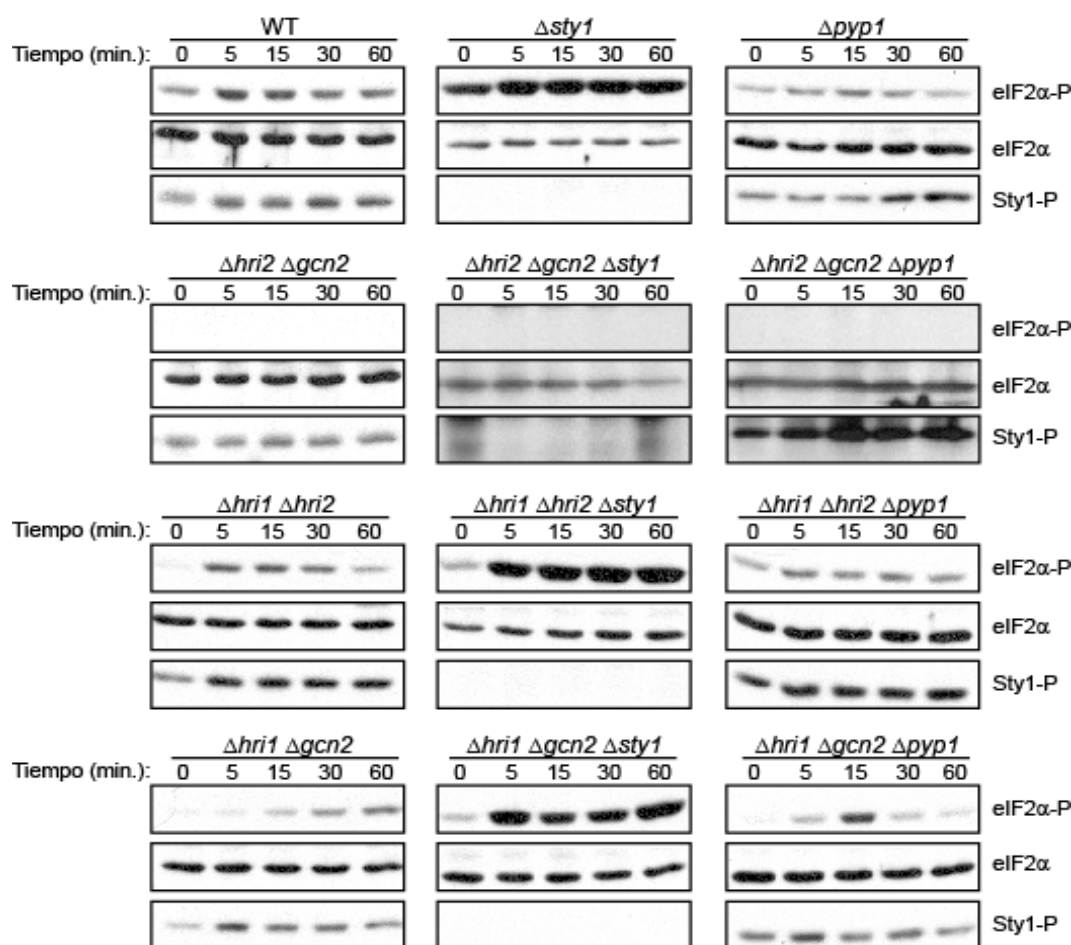 WT Δsty1 Δpyp1
Tiempo (min.): 0 5 15 30 60 0 5 15 30 60 0 5 15 30 60
eIF2α-P
eIF2α
Sty1-P
Δhri2 Δgcn2 Δhri2 Δgcn2 Δsty1 Δhri2 Δgcn2 Δpyp1
Tiempo (min.): 0 5 15 30 60 0 5 15 30 60 0 5 15 30 60
eIF2α-P
eIF2α
Sty1-P
Δhri1 Δhri2 Δhri1 Δhri2 Δsty1 Δhri1 Δhri2 Δpyp1
Tiempo (min.): 0 5 15 30 60 0 5 15 30 60 0 5 15 30 60
eIF2α-P
eIF2α
Sty1-P
Δhri1 Δgcn2 Δhri1 Δgcn2 Δsty1 Δhri1 Δgcn2 Δpyp1
Tiempo (min.): 0 5 15 30 60 0 5 15 30 60 0 5 15 30 60
eIF2α-P
eIF2α
Sty1-P